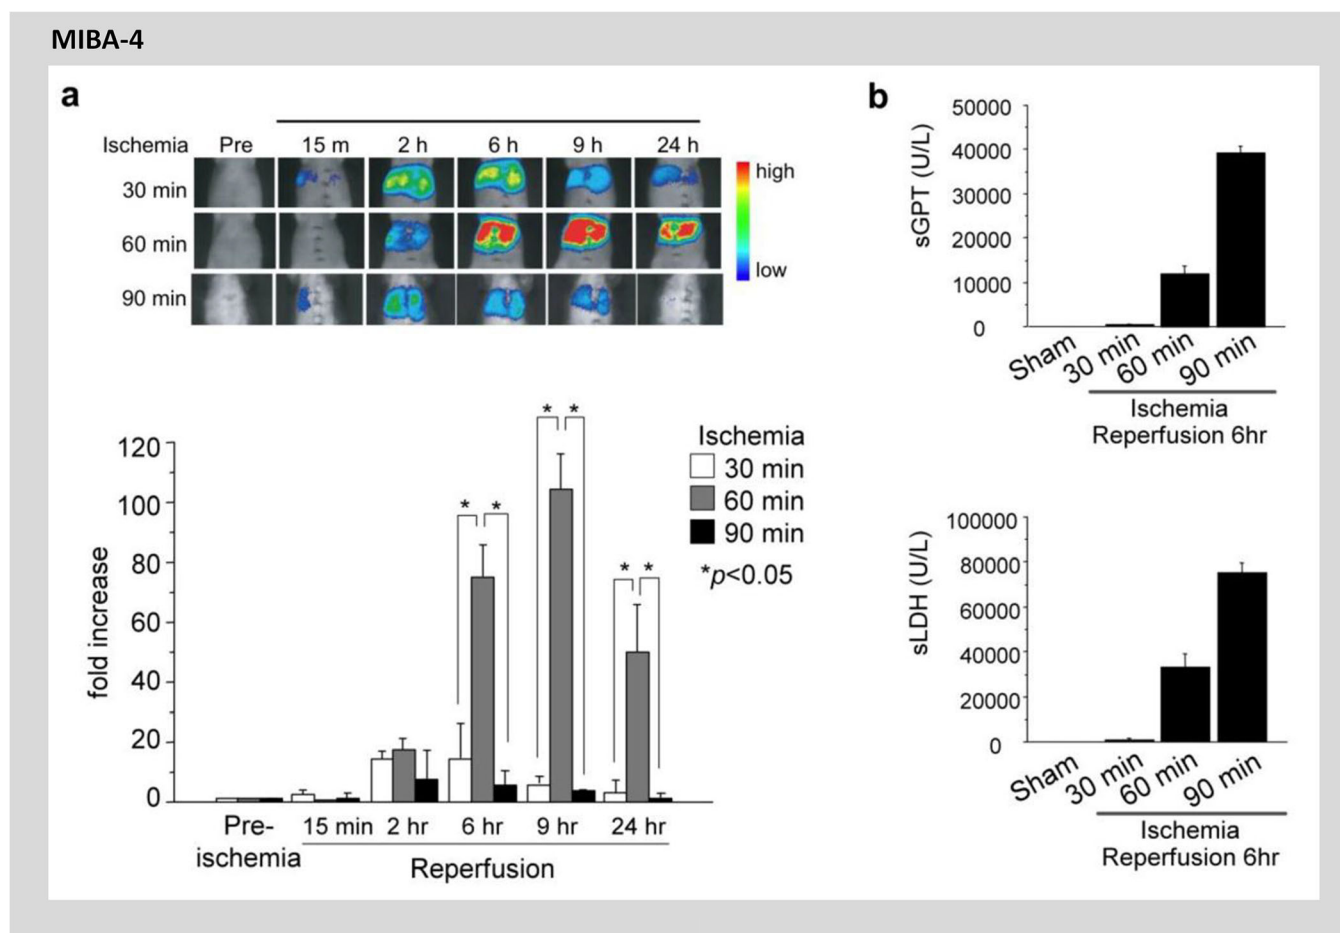 MIBA-4
a
Ischemia Pre 15 m 2 h 6 h 9 h 24 h
30 min
60 min
90 min
high
low
fold increase
120
100
80
60
40
20
0
* *
* *
* *
Ischemia
30 min
60 min
90 min
*p<0.05
Pre-
ischemia
15 min 2 hr 6 hr 9 hr 24 hr
Reperfusion
b
sGPT (U/L)
50000
40000
30000
20000
10000
0
Sham 30 min 60 min 90 min
Ischemia
Reperfusion 6hr
sLDH (U/L)
100000
80000
60000
40000
20000
0
Sham 30 min 60 min 90 min
Ischemia
Reperfusion 6hr